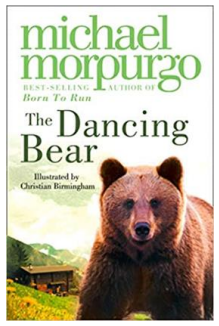 michael
morpurgo
BEST-SELLING AUTHOR OF
Born To Run
The Dancing
Bear
Illustrated by
Christian Birmingham